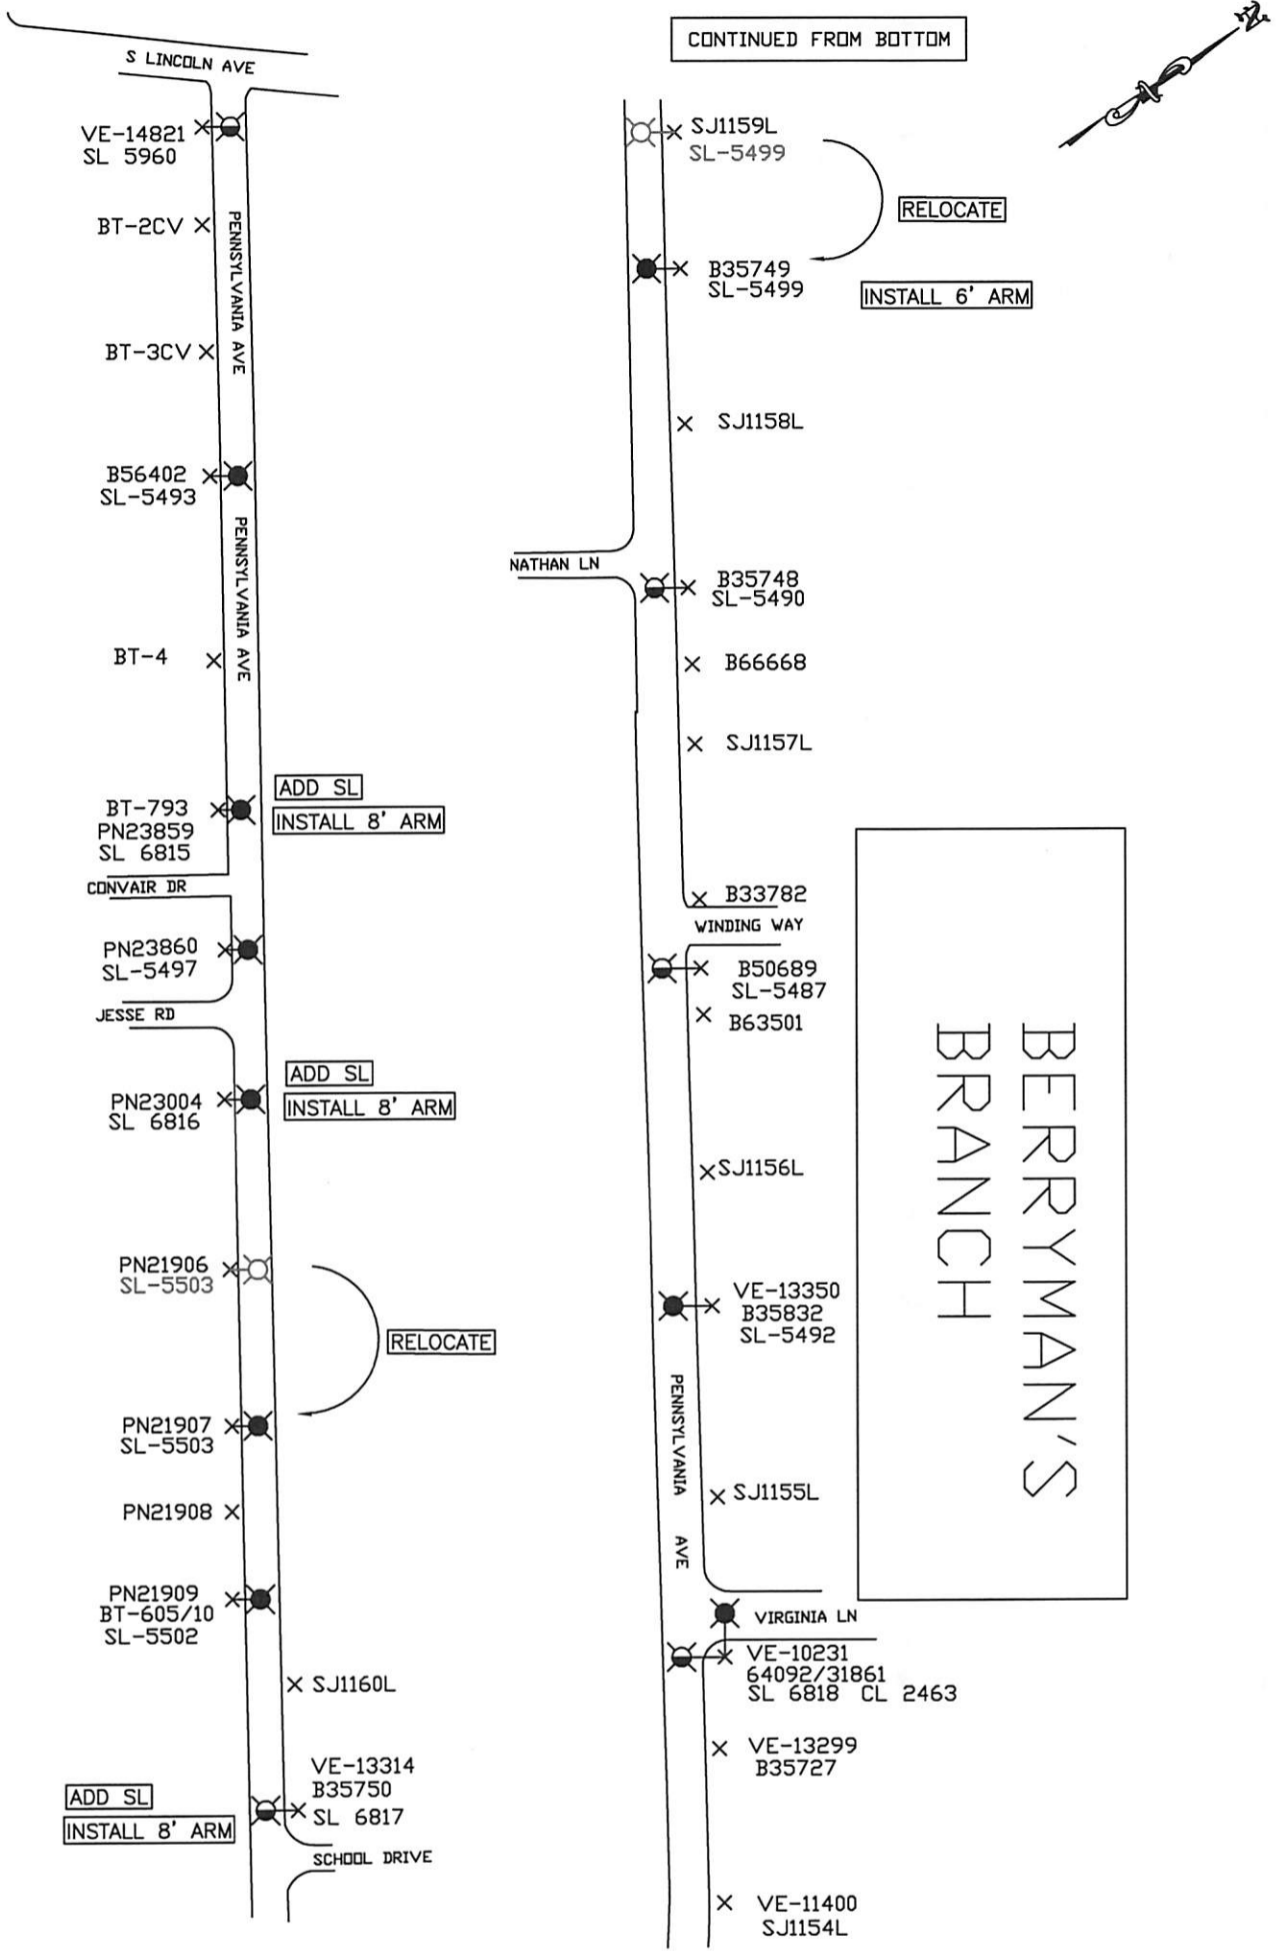 S LINCOLN AVE
VE-14821
SL 5960
BT-2CV
PENNSYLVANIA AVE
BT-3CV
B56402
SL-5493
PENNSYLVANIA AVE
BT-4
ADD SL
INSTALL 8' ARM
BT-793
PN23859
SL 6815
CONVAIR DR
PN23860
SL-5497
JESSE RD
ADD SL
INSTALL 8' ARM
PN23004
SL 6816
PN21906
SL-5503
RELOCATE
PN21907
SL-5503
PN21908
PN21909
BT-605/10
SL-5502
SJ1160L
VE-13314
B35750
SL 6817
ADD SL
INSTALL 8' ARM
SCHOOL DRIVE
CONTINUED FROM BOTTOM
N
SJ1159L
SL-5499
RELOCATE
B35749
SL-5499
INSTALL 6' ARM
SJ1158L
NATHAN LN
B35748
SL-5490
B66668
SJ1157L
B33782
WINDING WAY
B50689
SL-5487
B63501
SJ1156L
VE-13350
B35832
SL-5492
PENNSYLVANIA AVE
SJ1155L
VIRGINIA LN
VE-10231
64092/31861
SL 6818 CL 2463
VE-13299
B35727
VE-11400
SJ1154L
BERRYMAN'S
BRANCH